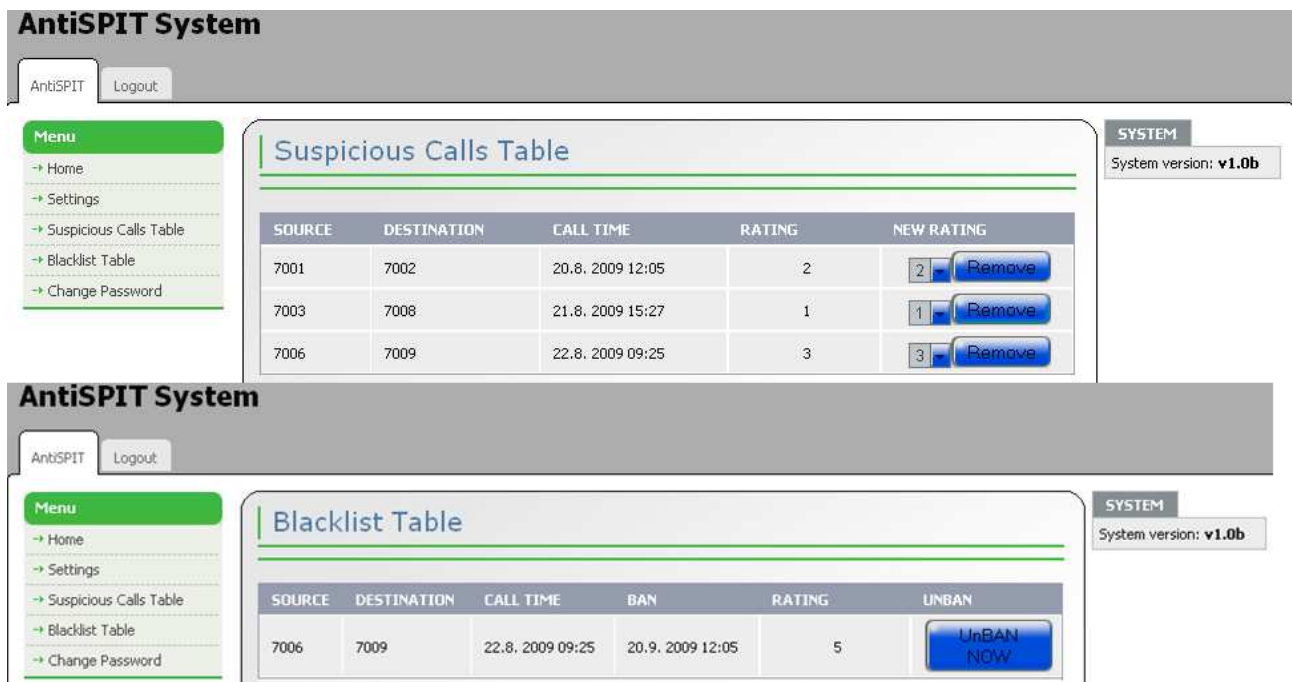 AntiSPIT System
AntiSPIT Logout
Menu
Home
Settings
Suspicious Calls Table
Blacklist Table
Change Password
Suspicious Calls Table
SOURCE DESTINATION CALL TIME RATING NEW RATING
7001 7002 20.8. 2009 12:05 2 2 Remove
7003 7008 21.8. 2009 15:27 1 1 Remove
7006 7009 22.8. 2009 09:25 3 3 Remove
SYSTEM
System version: v1.0b
AntiSPIT System
AntiSPIT Logout
Menu
Home
Settings
Suspicious Calls Table
Blacklist Table
Change Password
Blacklist Table
SOURCE DESTINATION CALL TIME BAN RATING UNBAN
7006 7009 22.8. 2009 09:25 20.9. 2009 12:05 5 UnBAN NOW
SYSTEM
System version: v1.0b